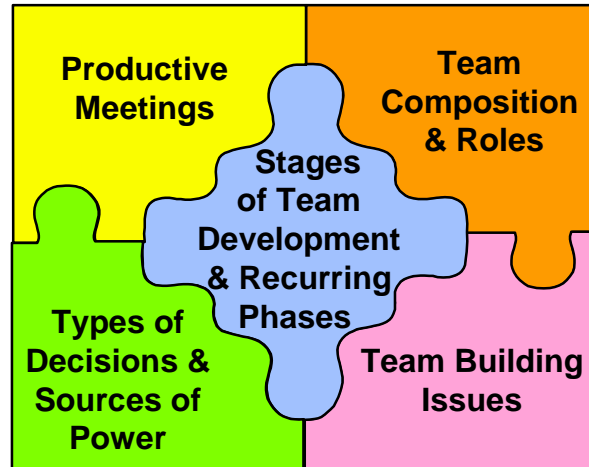 Productive
Meetings
Team
Composition
& Roles
Stages
of Team
Development
& Recurring
Phases
Types of
Decisions &
Sources of
Power
Team Building
Issues